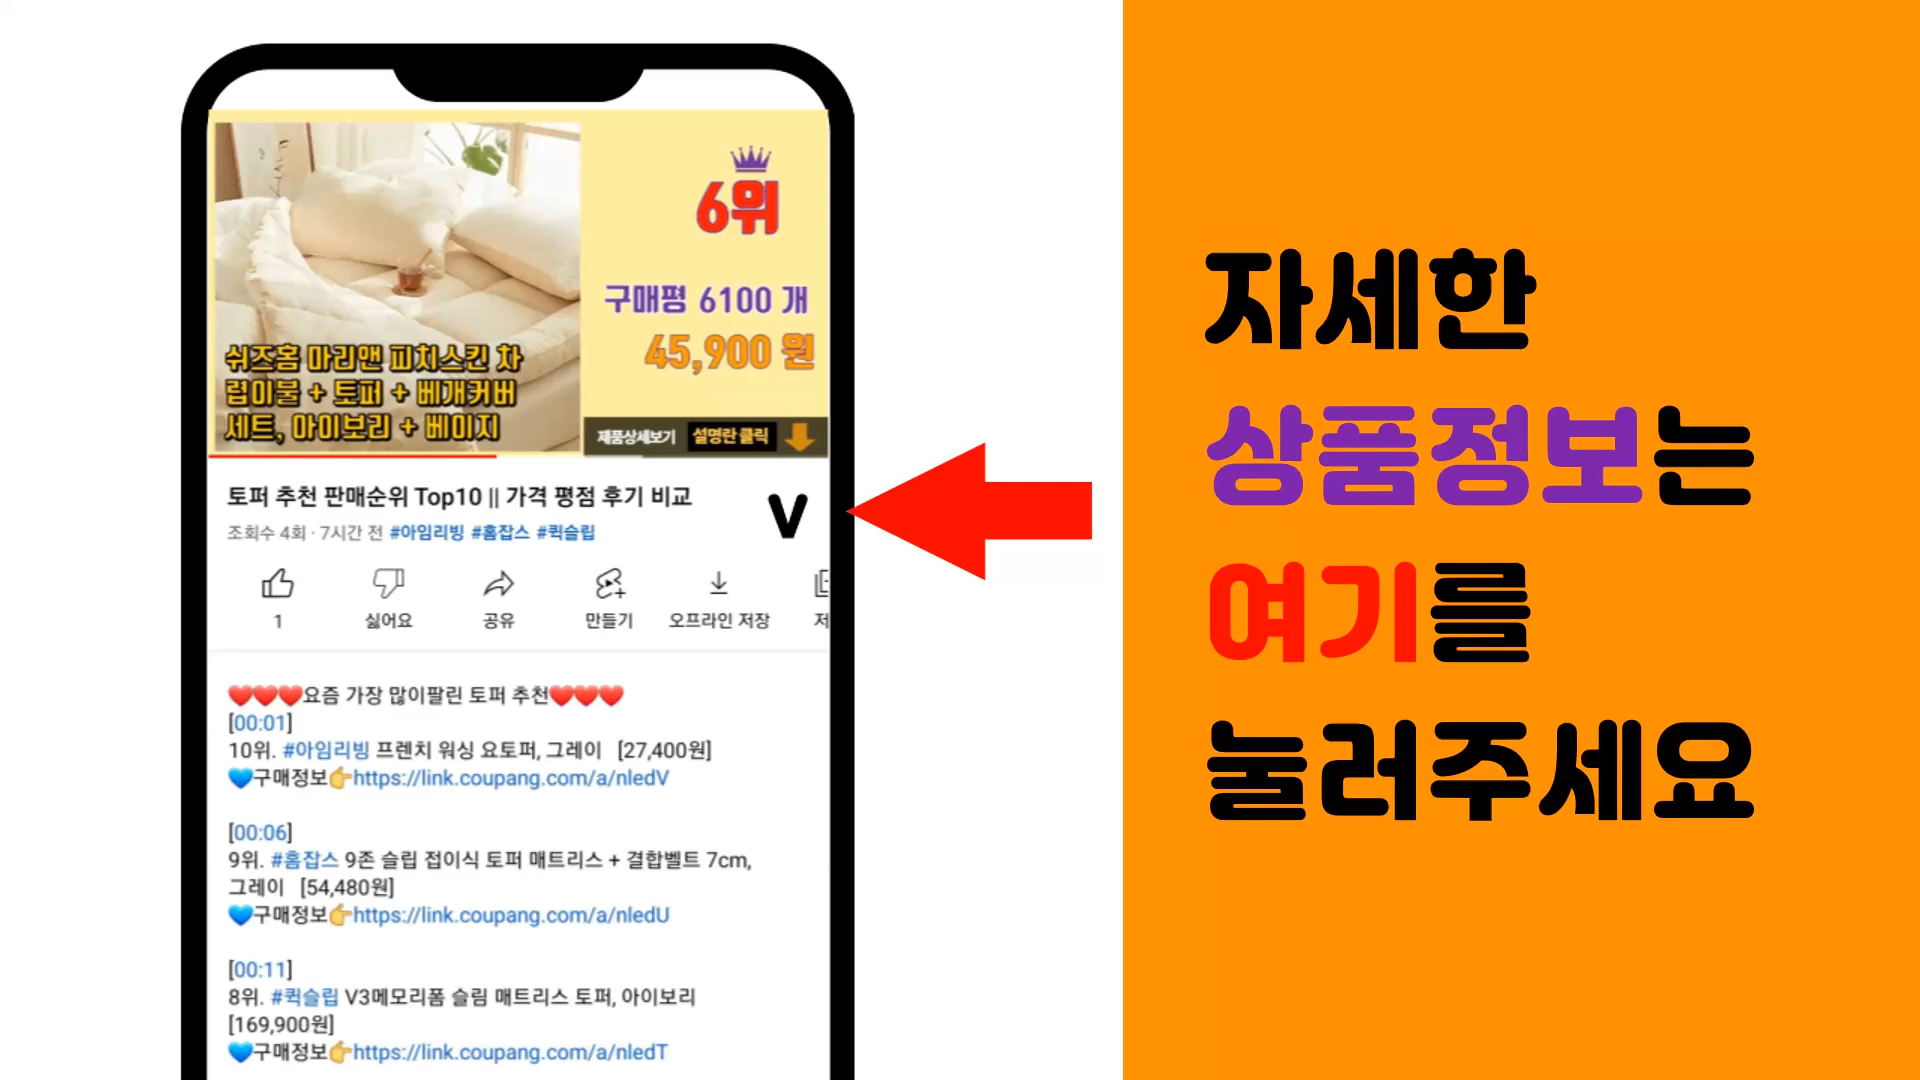 6위
구매평 6100 개
45,900 원
쉬즈홈 마리앤 피치스킨 차
렵이불 + 토퍼 + 베개커버
세트, 아이보리 + 베이지
제품상세보기 설명란 클릭
토퍼 추천 판매순위 Top10 || 가격 평점 후기 비교
V
조회수 4회 · 7시간 전 #아임리빙 #홈잡스 #퀵슬립
1 싫어요 공유 만들기 오프라인 저장 저
❤️❤️❤️요즘 가장 많이팔린 토퍼 추천❤️❤️❤️
[00:01]
10위. #아임리빙 프렌치 워싱 요토퍼, 그레이 [27,400원]
💙구매정보👉https://link.coupang.com/a/nledV
[00:06]
9위. #홈잡스 9존 슬립 접이식 토퍼 매트리스 + 결합벨트 7cm,
그레이 [54,480원]
💙구매정보👉https://link.coupang.com/a/nledU
[00:11]
8위. #퀵슬립 V3메모리폼 슬림 매트리스 토퍼, 아이보리
[169,900원]
💙구매정보👉https://link.coupang.com/a/nledT
자세한
상품정보는
여기를
눌러주세요